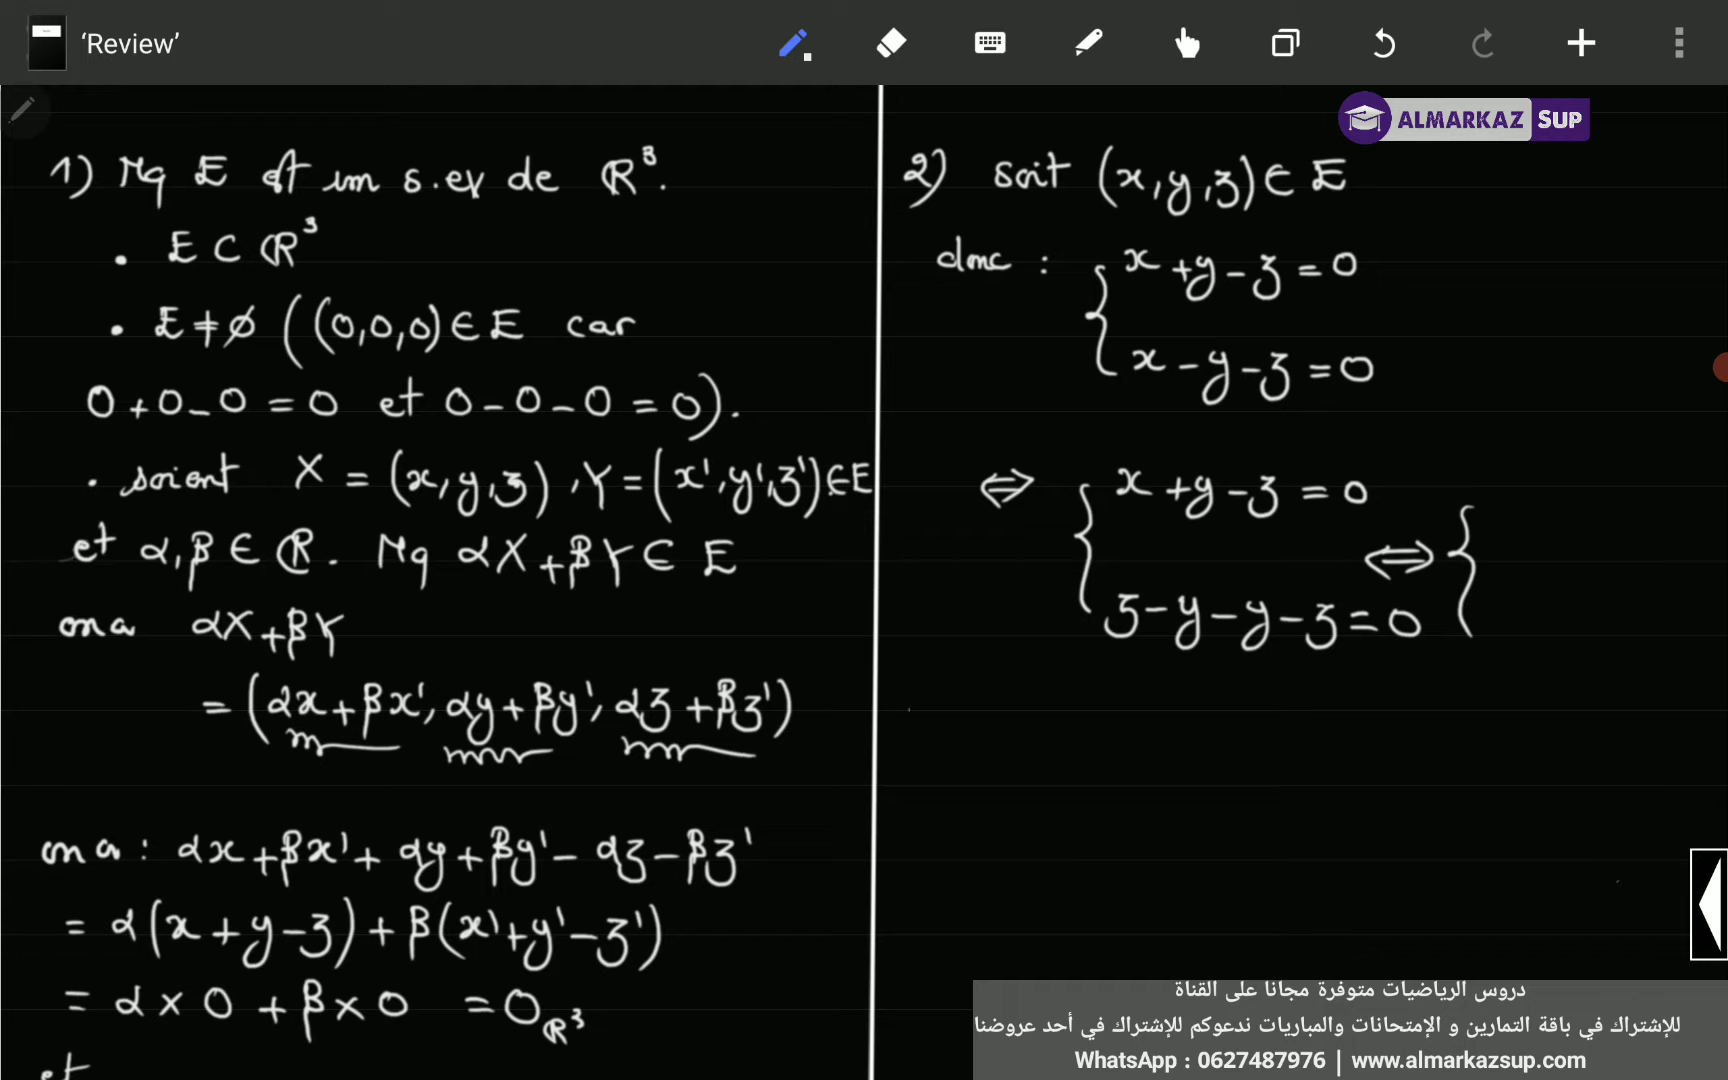 ‘Review’
ALMARKAZ SUP
1) Mq E est un s.ev de ℝ³.
• E ⊂ ℝ³
• E ≠ ∅ ((0,0,0) ∈ E car
0+0-0 = 0 et 0-0-0 = 0).
• soient X = (x,y,z), Y = (x',y',z') ∈ E
et α,β ∈ ℝ. Mq αX+βY ∈ E
on a αX+βY
= (αx+βx', αy+βy', αz+βz')
on a : αx+βx'+αy+βy'-αz-βz'
= α(x+y-z)+β(x'+y'-z')
= α×0 + β×0 = 0ℝ³
et
2) soit (x,y,z) ∈ E
donc : { x+y-z = 0
x-y-z = 0
⇔ { x+y-z = 0
z-y-y-z = 0 ⇔ {
دروس الرياضيات متوفرة مجانا على القناة
للإشتراك في باقة التمارين و الإمتحانات والمباريات ندعوكم للإشتراك في أحد عروضنا
WhatsApp : 0627487976 | www.almarkazsup.com